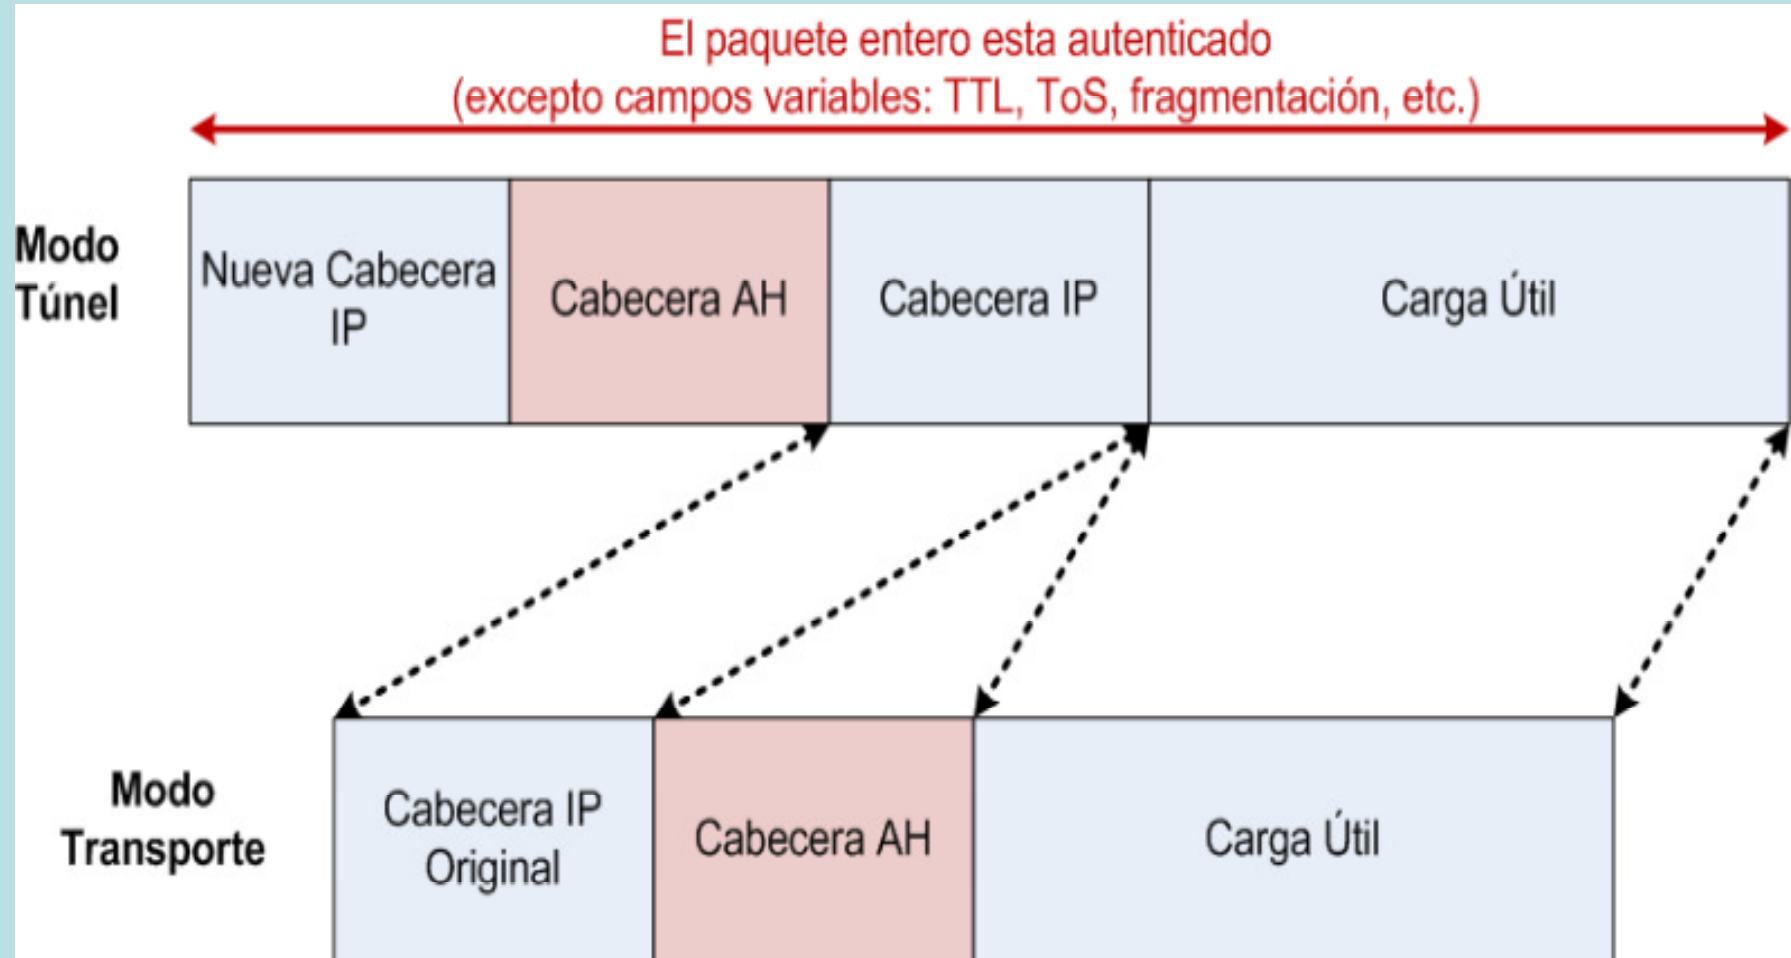 El paquete entero esta autenticado
(excepto campos variables: TTL, ToS, fragmentación, etc.)
Modo
Túnel
Nueva Cabecera
IP
Cabecera AH
Cabecera IP
Carga Útil
Modo
Transporte
Cabecera IP
Original
Cabecera AH
Carga Útil